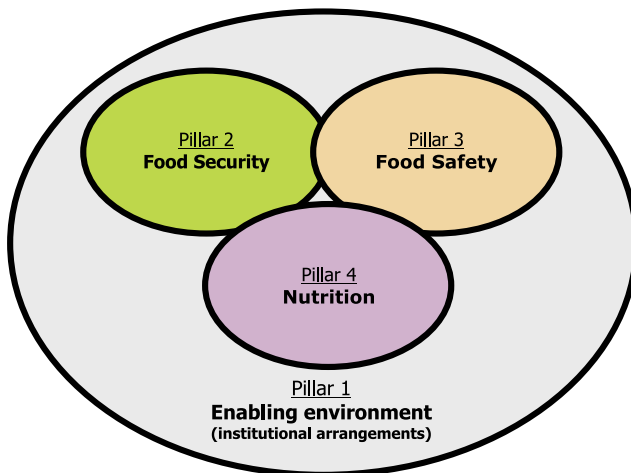 Pillar 2
Food Security
Pillar 3
Food Safety
Pillar 4
Nutrition
Pillar 1
Enabling environment
(institutional arrangements)